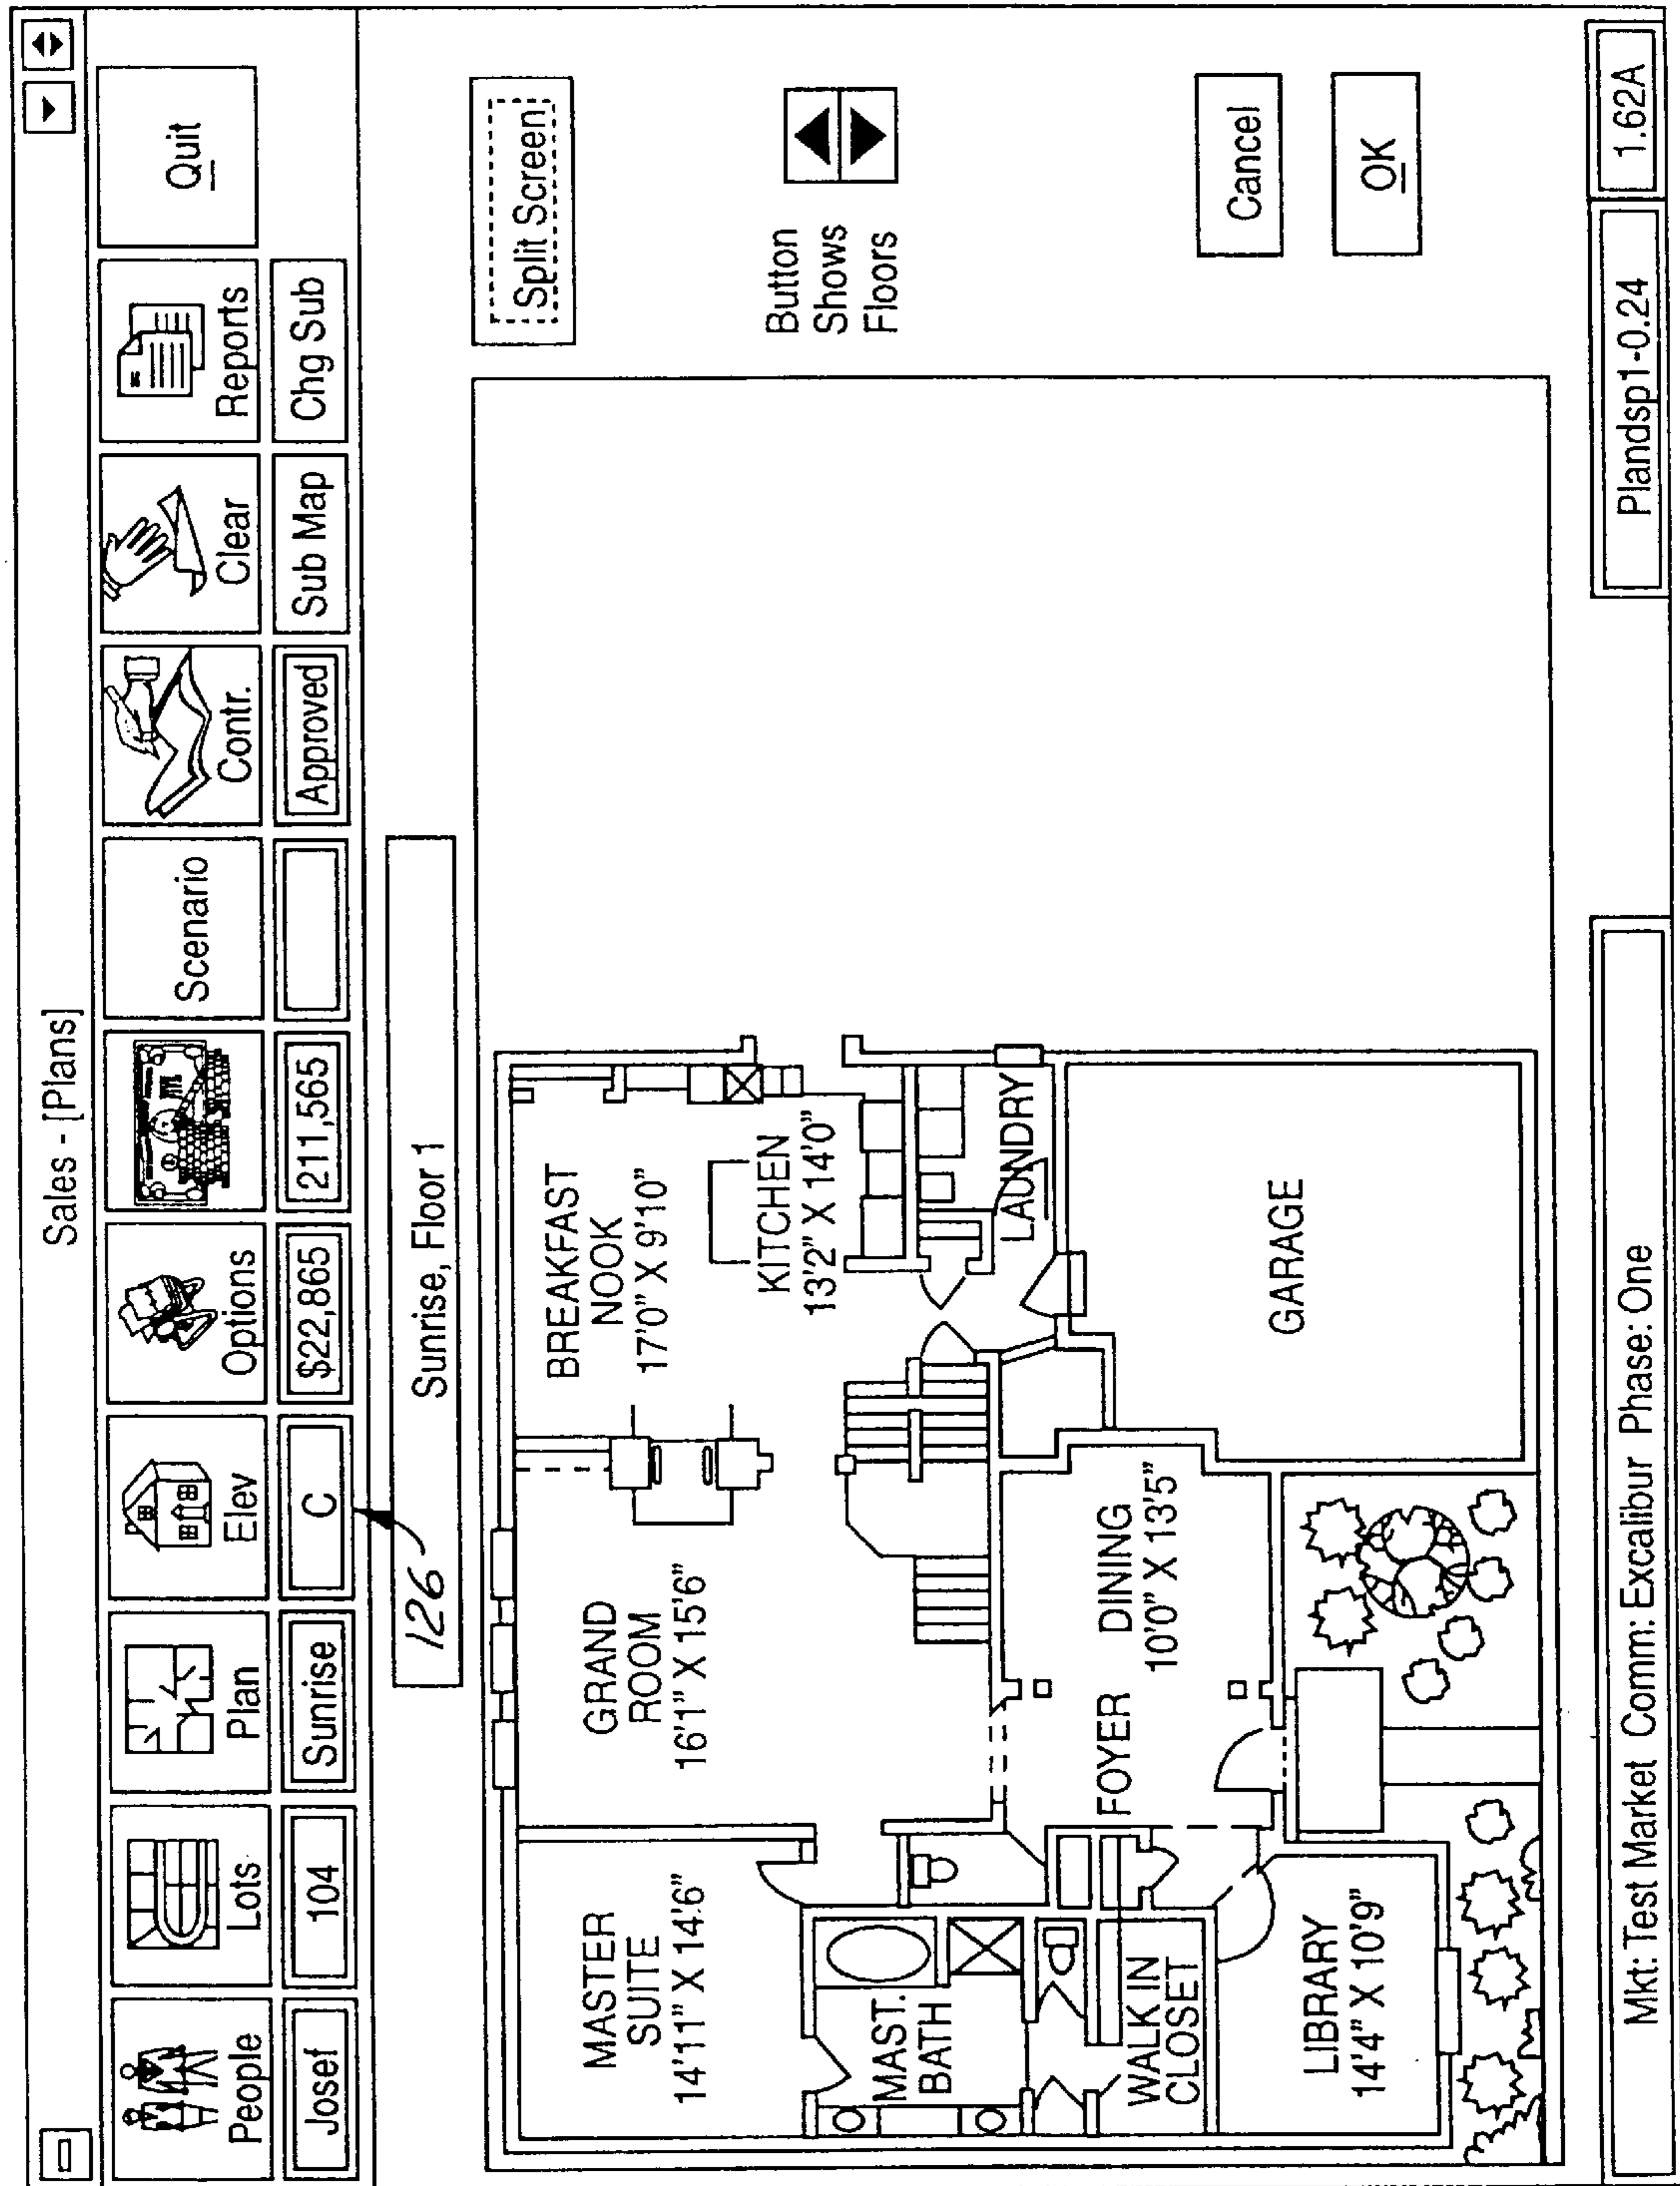 Sales - [Plans]
People
Lots
Plan
Elev
Options
Scenario
Contr.
Clear
Reports
Quit
Josef
104
Sunrise
C
$22,865
211,565
Approved
Sub Map
Chg Sub
126
Sunrise, Floor 1
Split Screen
Button
Shows
Floors
Cancel
OK
MASTER
SUITE
14'11" X 14'6"
GRAND
ROOM
16'1" X 15'6"
BREAKFAST
NOOK
17'0" X 9'10"
KITCHEN
13'2" X 14'0"
MAST.
BATH
WALK IN
CLOSET
LAUNDRY
FOYER
DINING
10'0" X 13'5"
LIBRARY
14'4" X 10'9"
GARAGE
Mkt: Test Market Comm: Excalibur Phase: One
Plandsp1-0.24
1.62A